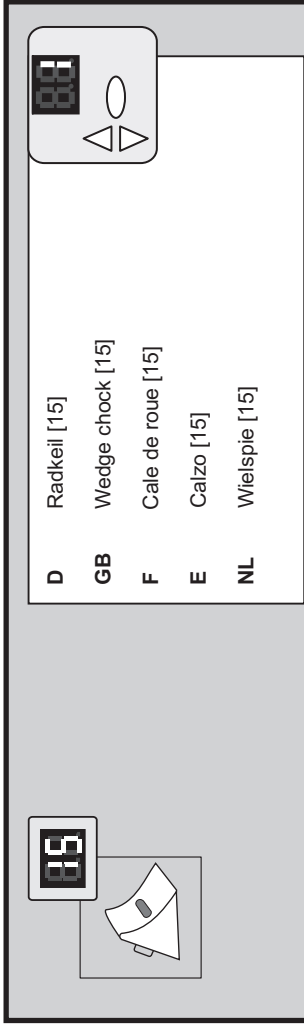 15
D Radkeil [15]
GB Wedge chock [15]
F Cale de roue [15]
E Calzo [15]
NL Wielspie [15]